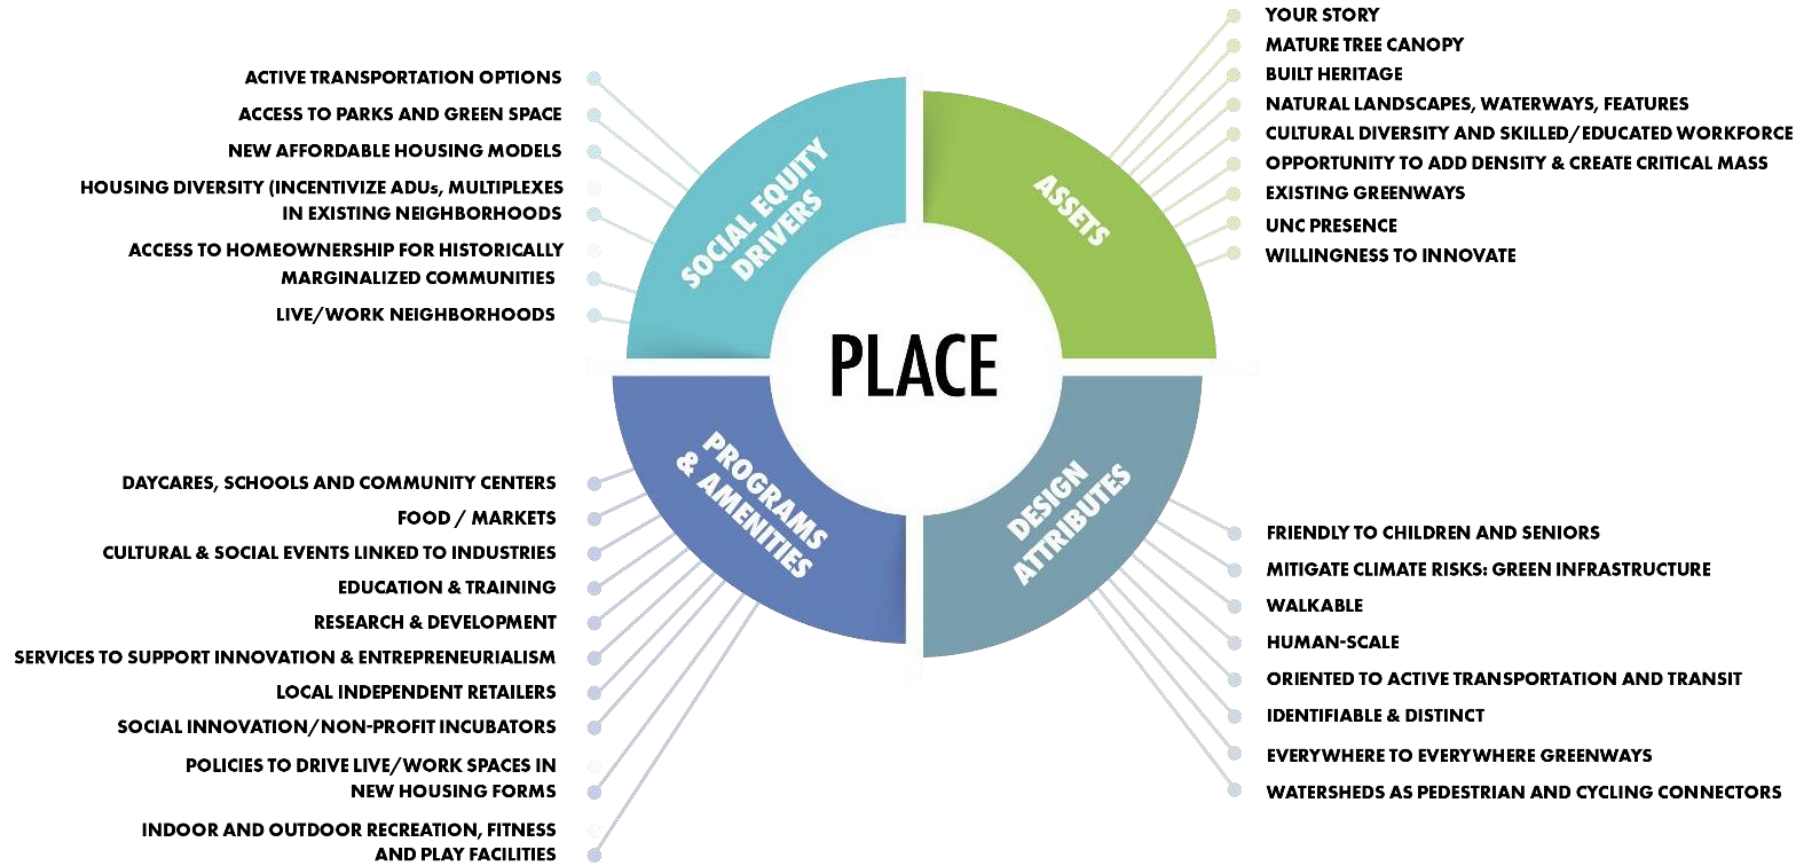 ACTIVE TRANSPORTATION OPTIONS
ACCESS TO PARKS AND GREEN SPACE
NEW AFFORDABLE HOUSING MODELS
HOUSING DIVERSITY (INCENTIVIZE ADUs, MULTIPLEXES
IN EXISTING NEIGHBORHOODS
ACCESS TO HOMEOWNERSHIP FOR HISTORICALLY
MARGINALIZED COMMUNITIES
LIVE/WORK NEIGHBORHOODS
SOCIAL EQUITY
DRIVERS
YOUR STORY
MATURE TREE CANOPY
BUILT HERITAGE
NATURAL LANDSCAPES, WATERWAYS, FEATURES
CULTURAL DIVERSITY AND SKILLED/EDUCATED WORKFORCE
OPPORTUNITY TO ADD DENSITY & CREATE CRITICAL MASS
EXISTING GREENWAYS
UNC PRESENCE
WILLINGNESS TO INNOVATE
ASSETS
PLACE
DAYCARES, SCHOOLS AND COMMUNITY CENTERS
FOOD / MARKETS
CULTURAL & SOCIAL EVENTS LINKED TO INDUSTRIES
EDUCATION & TRAINING
RESEARCH & DEVELOPMENT
SERVICES TO SUPPORT INNOVATION & ENTREPRENEURIALISM
LOCAL INDEPENDENT RETAILERS
SOCIAL INNOVATION/NON-PROFIT INCUBATORS
POLICIES TO DRIVE LIVE/WORK SPACES IN
NEW HOUSING FORMS
INDOOR AND OUTDOOR RECREATION, FITNESS
AND PLAY FACILITIES
PROGRAMS
& AMENITIES
DESIGN
ATTRIBUTES
FRIENDLY TO CHILDREN AND SENIORS
MITIGATE CLIMATE RISKS: GREEN INFRASTRUCTURE
WALKABLE
HUMAN-SCALE
ORIENTED TO ACTIVE TRANSPORTATION AND TRANSIT
IDENTIFIABLE & DISTINCT
EVERYWHERE TO EVERYWHERE GREENWAYS
WATERSHEDS AS PEDESTRIAN AND CYCLING CONNECTORS